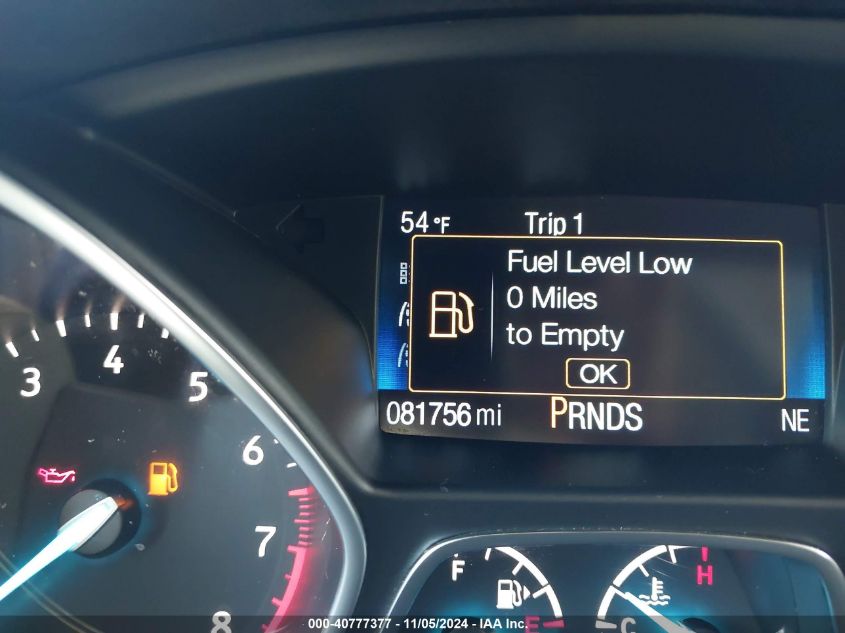 54 °F Trip 1
Fuel Level Low
0 Miles
to Empty
OK
081756 mi PRNDS NE
3 4 5 6 7 8
F E
H C
000-40777377 - 11/05/2024 - IAA Inc.